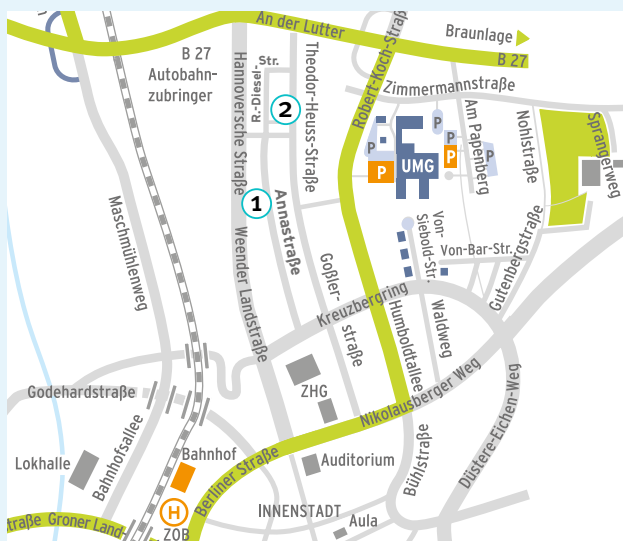 An der Lutter
Braunlage
B 27
B 27
Autobahn-
zubringer
Hannoversche Straße
R.-Diesel-
Str.
Theodor-Heuss-Straße
Robert-Koch-Straß
Zimmermannstraße
Am Papenberg
Nohlstraße
Sprangerweg
2
P
P
P
P
P
P
UMG
1
Maschmühlenweg
Annastraße
Weender Landstraße
Goßler-
straße
Von-
Siebold-Str.
Von-Bar-Str.
Gutenbergstraße
Kreuzbergring
Humboldtallee
Waldweg
ZHG
Nikolausberger Weg
Godehardstraße
Bahnhofsallee
Lokhalle
Bahnhof
Berliner Straße
Auditorium
Bühlstraße
Düstere-Eichen-Weg
H
ZOB
INNENSTADT
Aula
straße Groner Land-